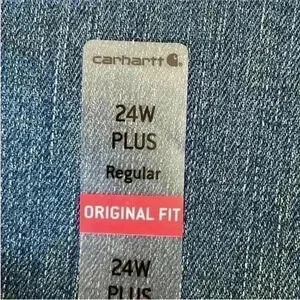 carhartt
24W
PLUS
Regular
ORIGINAL FIT
24W
PLUS